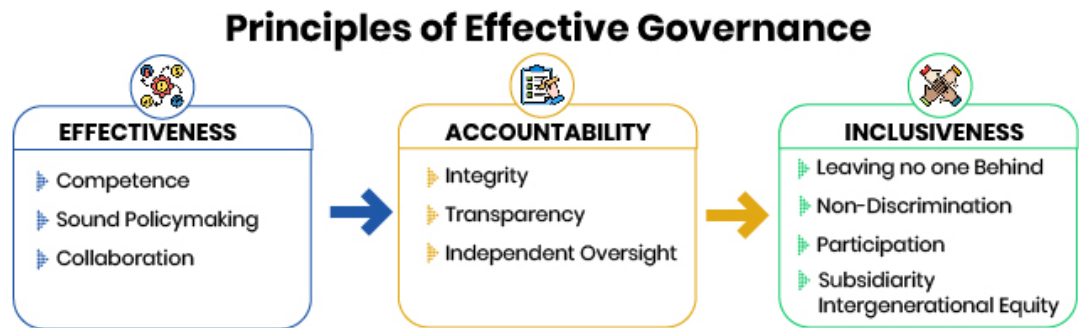 Principles of Effective Governance
EFFECTIVENESS
Competence
Sound Policymaking
Collaboration
ACCOUNTABILITY
Integrity
Transparency
Independent Oversight
INCLUSIVENESS
Leaving no one Behind
Non-Discrimination
Participation
Subsidiarity
Intergenerational Equity